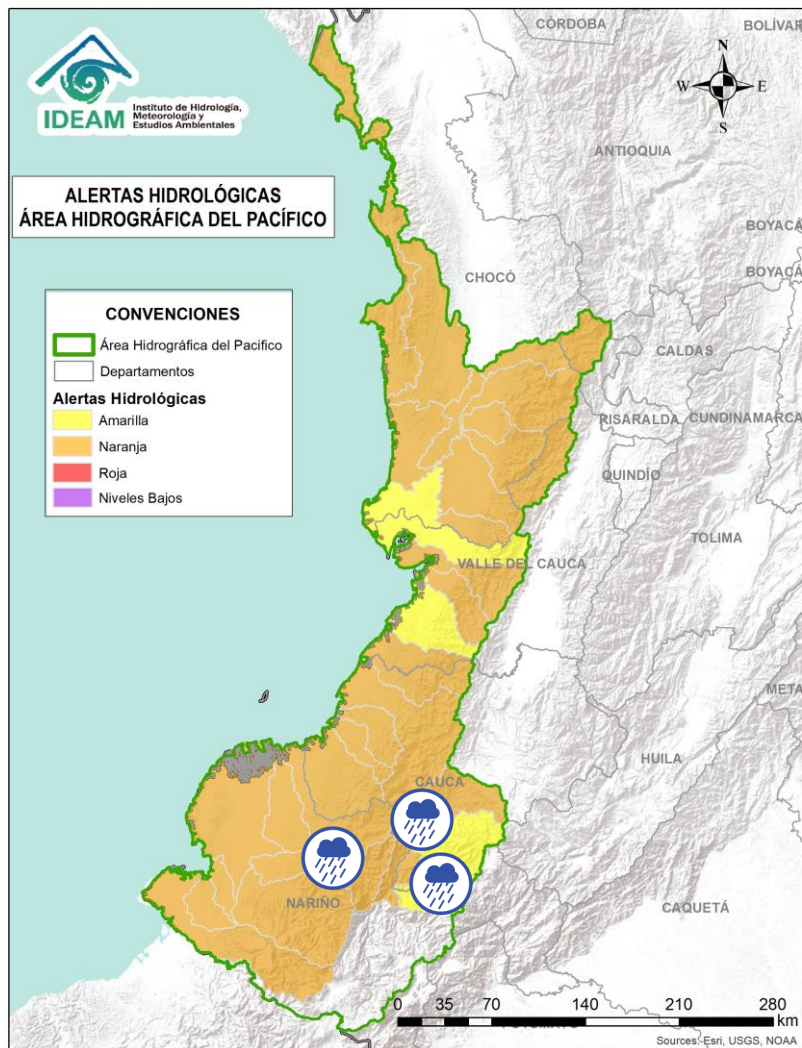 IDEAM
Instituto de Hidrología,
Meteorología y
Estudios Ambientales
ALERTAS HIDROLÓGICAS
ÁREA HIDROGRÁFICA DEL PACÍFICO
CONVENCIONES
Área Hidrográfica del Pacifico
Departamentos
Alertas Hidrológicas
Amarilla
Naranja
Roja
Niveles Bajos
N
W E
S
CÓRDOBA
BOLÍVAR
ANTIOQUIA
BOYACÁ
BOYACÁ
CHOCÓ
CALDAS
RISARALDA
CUNDINAMARCA
QUINDÍO
TOLIMA
VALLE DEL CAUCA
META
HUILA
CAUCA
NARIÑO
CAQUETÁ
0 35 70 140 210 280
km
Sources: Esri, USGS, NOAA